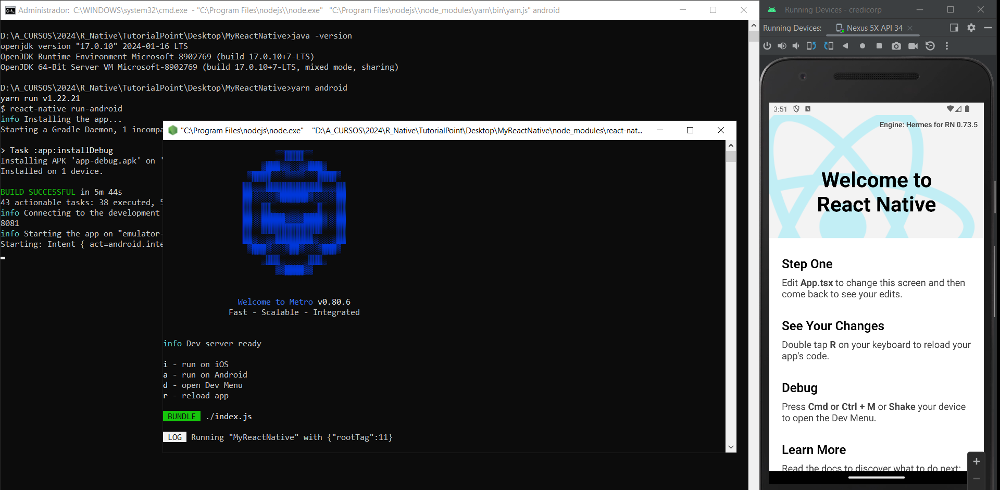 Administrador:  C:\WINDOWS\system32\cmd.exe  - "C:\Program Files\nodejs\\node.exe"   "C:\Program Files\nodejs\\node_modules\yarn\bin\yarn.js" android
D:\A_CURSOS\2024\R_Native\TutorialPoint\Desktop\MyReactNative>java -version
openjdk version "17.0.10" 2024-01-16 LTS
OpenJDK Runtime Environment Microsoft-8902769 (build 17.0.10+7-LTS)
OpenJDK 64-Bit Server VM Microsoft-8902769 (build 17.0.10+7-LTS, mixed mode, sharing)
D:\A_CURSOS\2024\R_Native\TutorialPoint\Desktop\MyReactNative>yarn android
yarn run v1.22.21
$ react-native run-android
info Installing the app...
Starting a Gradle Daemon, 1 incompa
> Task :app:installDebug
Installing APK 'app-debug.apk' on '
Installed on 1 device.
BUILD SUCCESSFUL in 5m 44s
43 actionable tasks: 38 executed, 5
info Connecting to the development
8081
info Starting the app on "emulator-
Starting: Intent { act=android.inte
"C:\Program Files\nodejs\node.exe"   "D:\A_CURSOS\2024\R_Native\TutorialPoint\Desktop\MyReactNative\node_modules\react-nat...
Welcome to Metro v0.80.6
Fast - Scalable - Integrated
info Dev server ready
i - run on iOS
a - run on Android
d - open Dev Menu
r - reload app
BUNDLE ./index.js
LOG Running "MyReactNative" with {"rootTag":11}
Running Devices - credicorp
Running Devices: Nexus 5X API 34
3:51
Engine: Hermes for RN 0.73.5
Welcome to
React Native
Step One
Edit App.tsx to change this screen and then
come back to see your edits.
See Your Changes
Double tap R on your keyboard to reload your
app's code.
Debug
Press Cmd or Ctrl + M or Shake your device
to open the Dev Menu.
Learn More
Read the docs to discover what to do next: